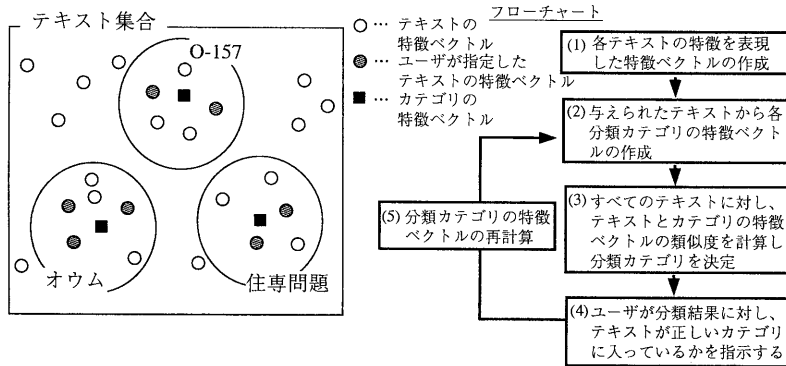 テキスト集合
O-157
オウム
住専問題
○ … テキストの
特徴ベクトル
… ユーザが指定した
テキストの特徴ベクトル
■ … カテゴリの
特徴ベクトル
フローチャート
(1) 各テキストの特徴を表現
した特徴ベクトルの作成
(2) 与えられたテキストから各
分類カテゴリの特徴ベクト
ルの作成
(3) すべてのテキストに対し、
テキストとカテゴリの特徴
ベクトルの類似度を計算し
分類カテゴリを決定
(4) ユーザが分類結果に対し、
テキストが正しいカテゴリ
に入っているかを指示する
(5) 分類カテゴリの特徴
ベクトルの再計算